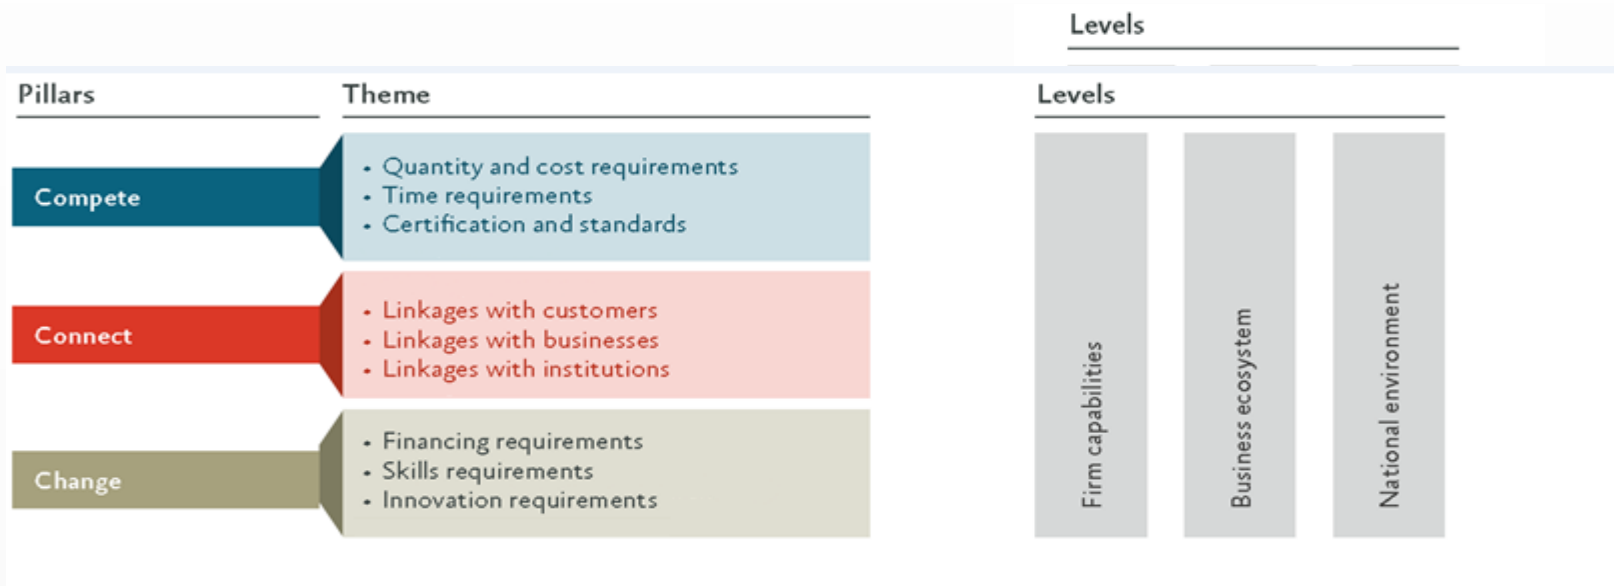 Levels
Pillars
Theme
Levels
Compete
• Quantity and cost requirements
• Time requirements
• Certification and standards
Connect
• Linkages with customers
• Linkages with businesses
• Linkages with institutions
Change
• Financing requirements
• Skills requirements
• Innovation requirements
Firm capabilities
Business ecosystem
National environment